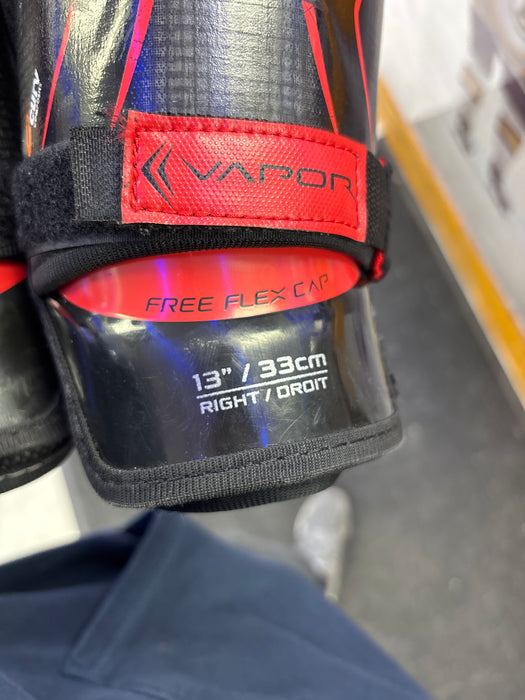 VAPOR
FREE FLEX CAP
13" / 33cm
RIGHT / DROIT